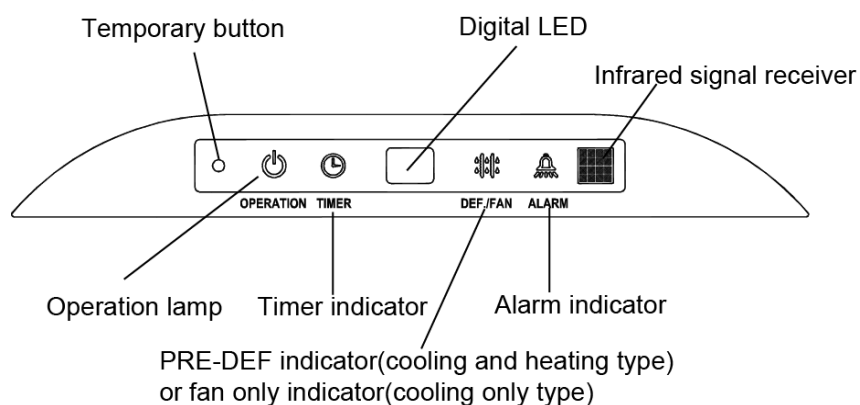 Temporary button
Digital LED
Infrared signal receiver
OPERATION TIMER
DEF./FAN ALARM
Operation lamp
Timer indicator
Alarm indicator
PRE-DEF indicator(cooling and heating type)
or fan only indicator(cooling only type)